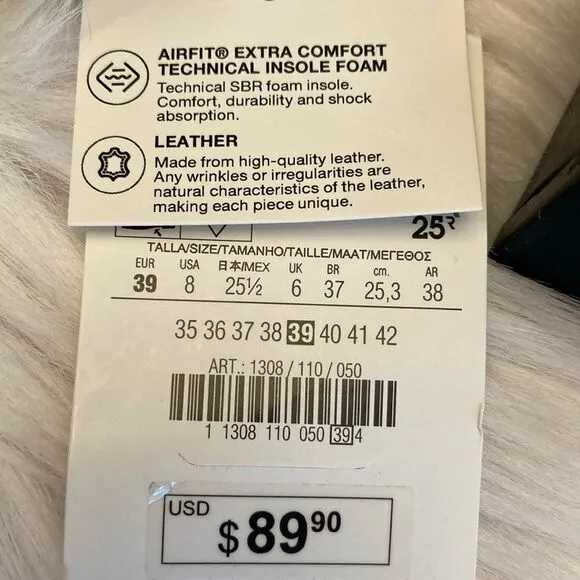 AIRFIT® EXTRA COMFORT
TECHNICAL INSOLE FOAM
Technical SBR foam insole.
Comfort, durability and shock
absorption.
LEATHER
Made from high-quality leather.
Any wrinkles or irregularities are
natural characteristics of the leather,
making each piece unique.
TALLA/SIZE/TAMANHO/TAILLE/MAAT/ΜΕΓΕΘΟΣ
EUR USA 日本/MEX UK BR cm. AR
39 8 25½ 6 37 25,3 38
35 36 37 38 39 40 41 42
ART.: 1308 / 110 / 050
1 1308 110 050 39 4
USD
$ 89 90